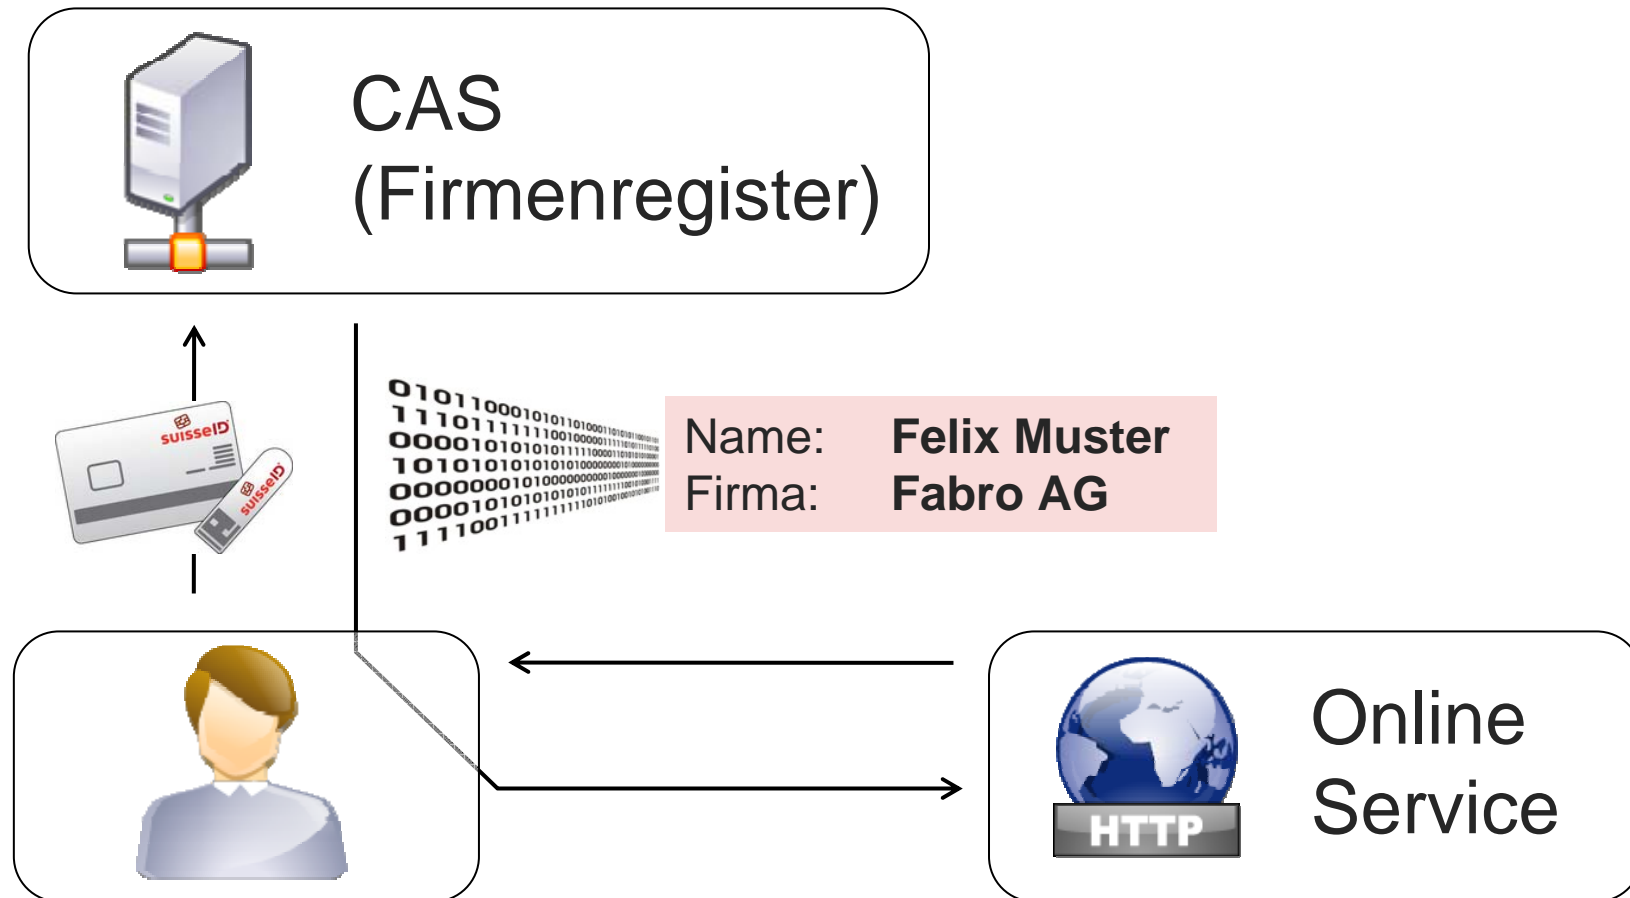 CAS
(Firmenregister)
suisseID
suisseID
Name: Felix Muster
Firma: Fabro AG
HTTP
Online
Service